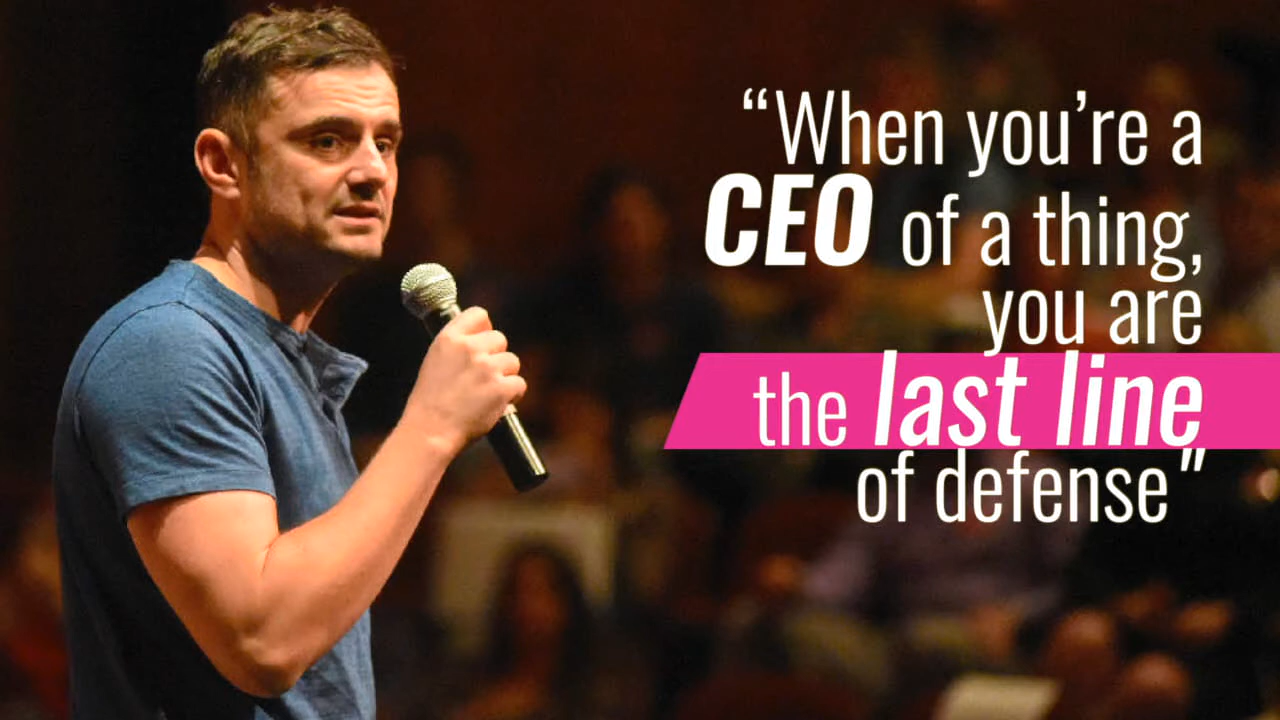 “When you’re a
CEO of a thing,
you are
the last line
of defense"